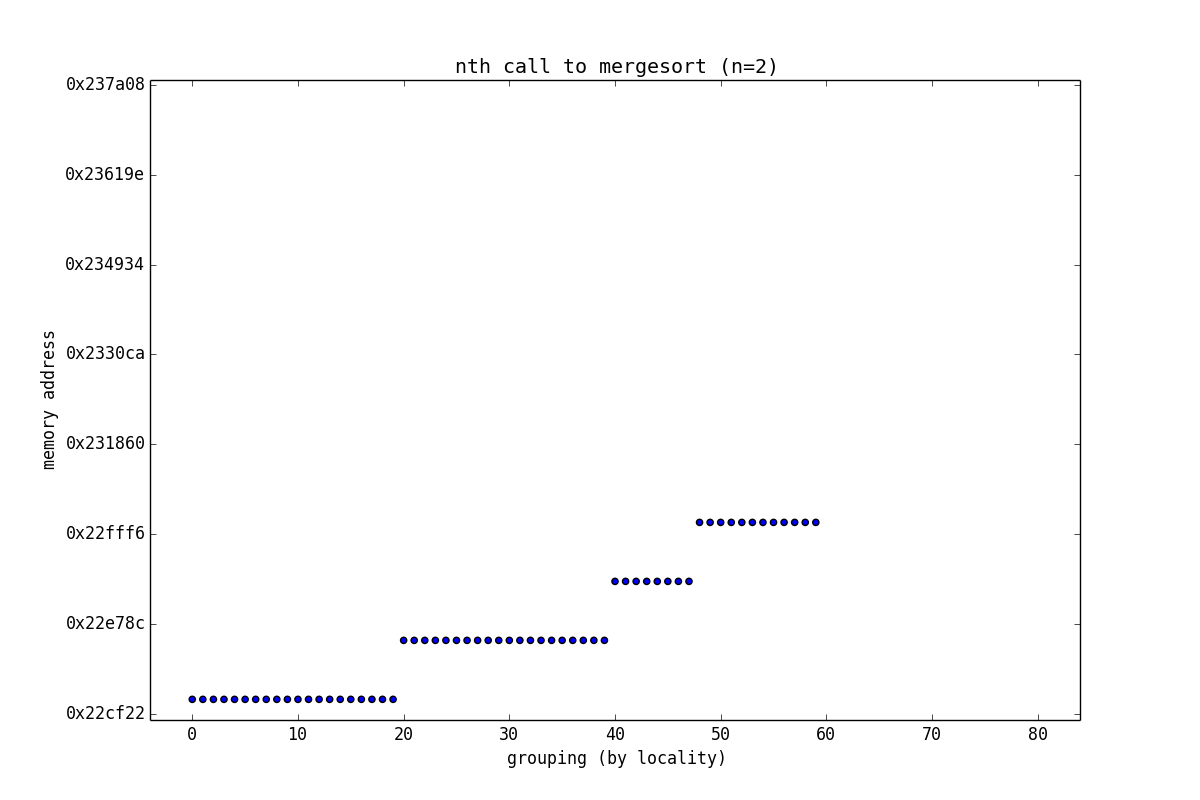 nth call to mergesort (n=2)
0x237a08
0x23619e
0x234934
0x2330ca
0x231860
0x22fff6
0x22e78c
0x22cf22
memory address
0 10 20 30 40 50 60 70 80
grouping (by locality)